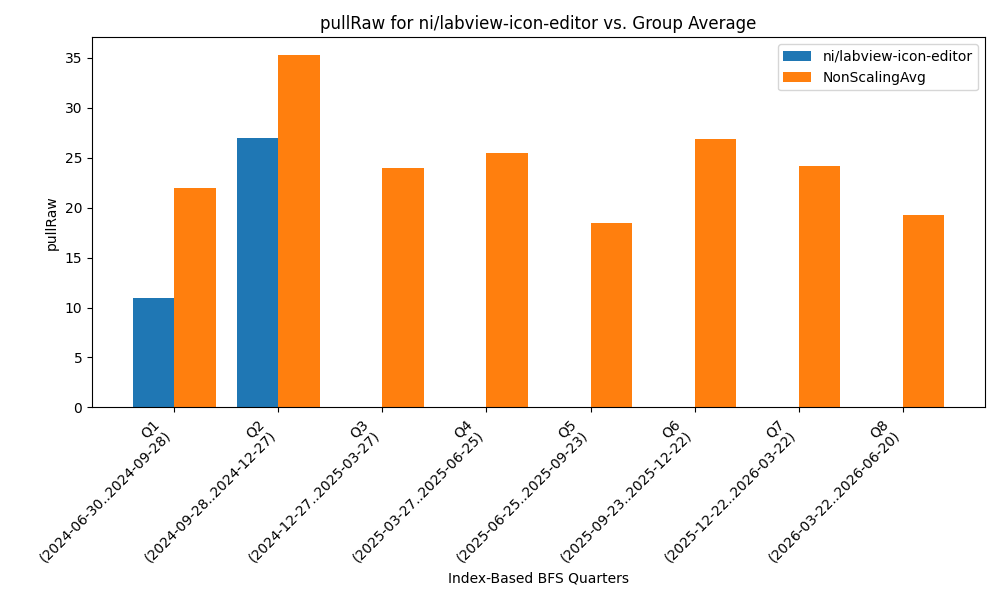 pullRaw for ni/labview-icon-editor vs. Group Average
ni/labview-icon-editor
NonScalingAvg
pullRaw
35
30
25
20
15
10
5
0
Q1
(2024-06-30..2024-09-28)
Q2
(2024-09-28..2024-12-27)
Q3
(2024-12-27..2025-03-27)
Q4
(2025-03-27..2025-06-25)
Q5
(2025-06-25..2025-09-23)
Q6
(2025-09-23..2025-12-22)
Q7
(2025-12-22..2026-03-22)
Q8
(2026-03-22..2026-06-20)
Index-Based BFS Quarters